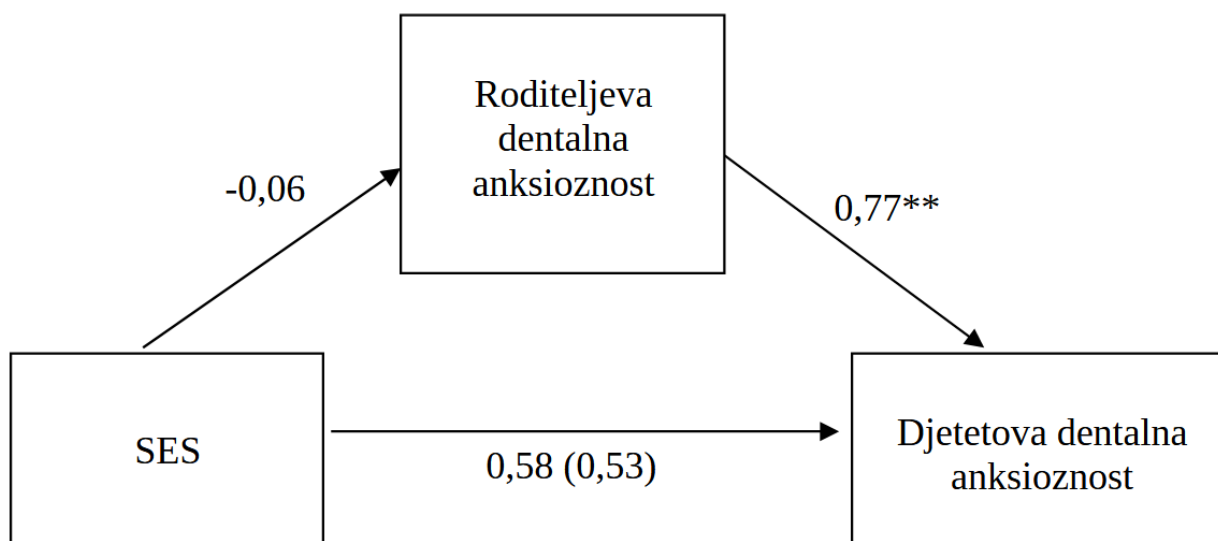 Roditeljeva
dentalna
anksioznost
-0,06
0,77**
SES
0,58 (0,53)
Djetetova dentalna
anksioznost